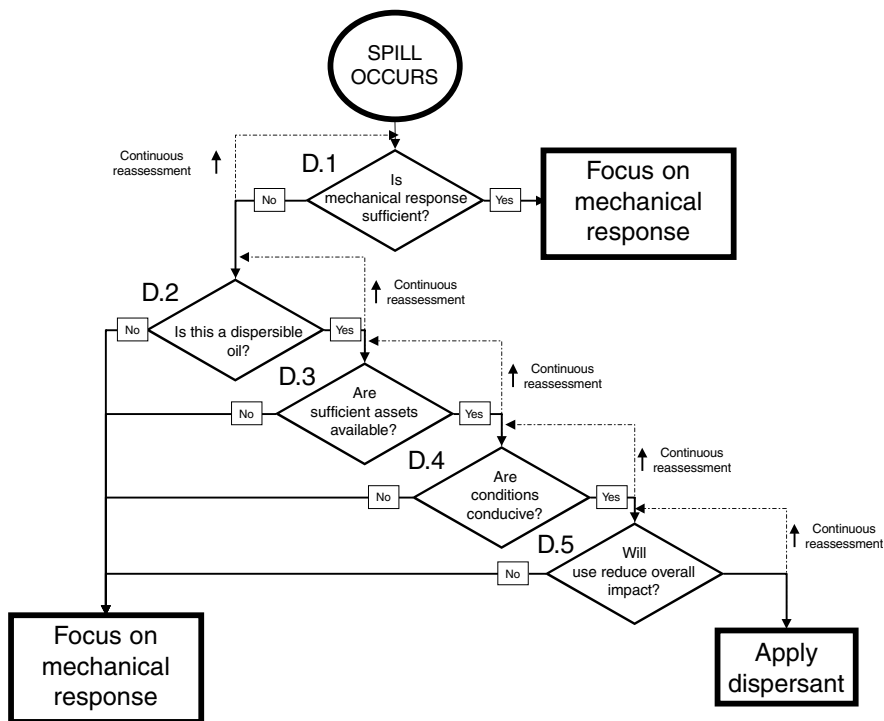 SPILL
OCCURS
Continuous
reassessment
D.1
Is
mechanical response
sufficient?
No
Yes
Focus on
mechanical
response
D.2
Is this a dispersible
oil?
No
Yes
Continuous
reassessment
D.3
Are
sufficient assets
available?
No
Yes
Continuous
reassessment
D.4
Are
conditions
conducive?
No
Yes
Continuous
reassessment
D.5
Will
use reduce overall
impact?
No
Continuous
reassessment
Focus on
mechanical
response
Apply
dispersant